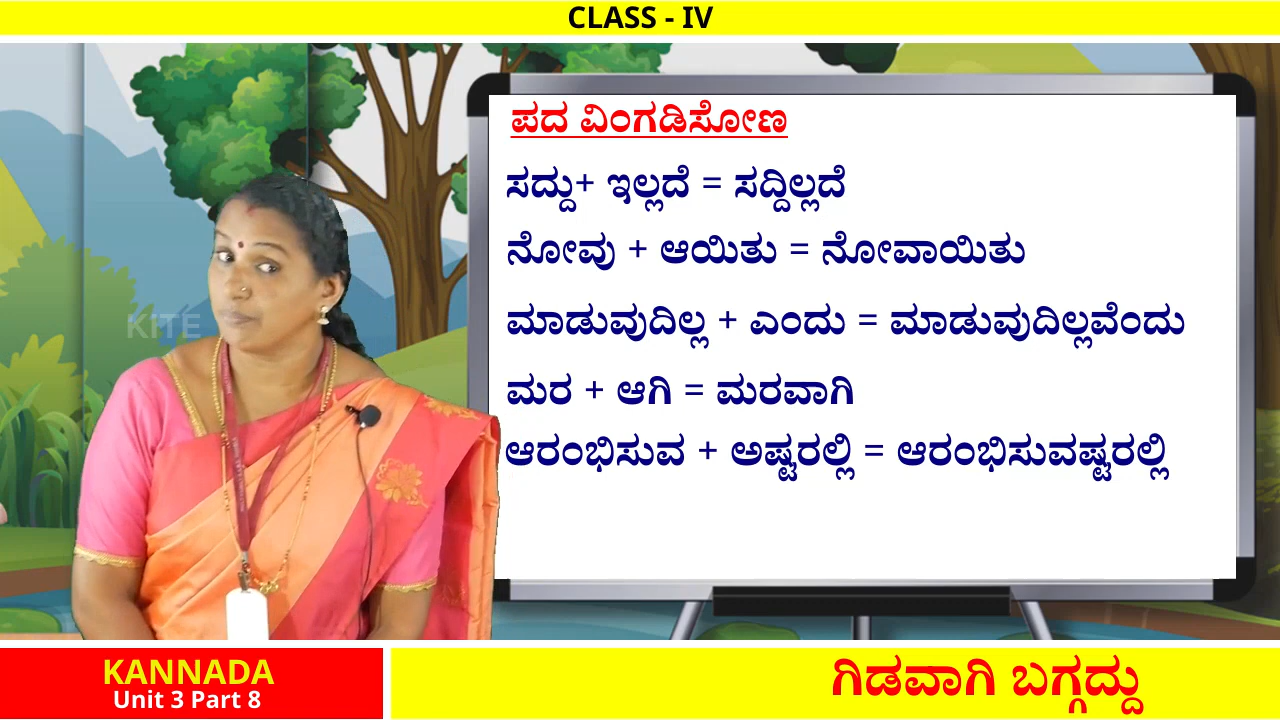 CLASS - IV
ಪದ ವಿಂಗಡಿಸೋಣ
ಸದ್ದು+ ಇಲ್ಲದೆ = ಸದ್ದಿಲ್ಲದೆ
ನೋವು + ಆಯಿತು = ನೋವಾಯಿತು
KiTE
ಮಾಡುವುದಿಲ್ಲ + ಎಂದು = ಮಾಡುವುದಿಲ್ಲವೆಂದು
ಮರ + ಆಗಿ = ಮರವಾಗಿ
ಆರಂಭಿಸುವ + ಅಷ್ಟರಲ್ಲಿ = ಆರಂಭಿಸುವಷ್ಟರಲ್ಲಿ
KANNADA
Unit 3 Part 8
ಗಿಡವಾಗಿ ಬಗ್ಗದ್ದು